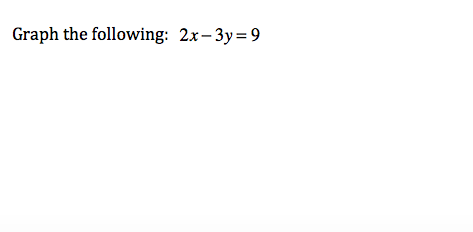 Graph the following: 2x – 3y = 9